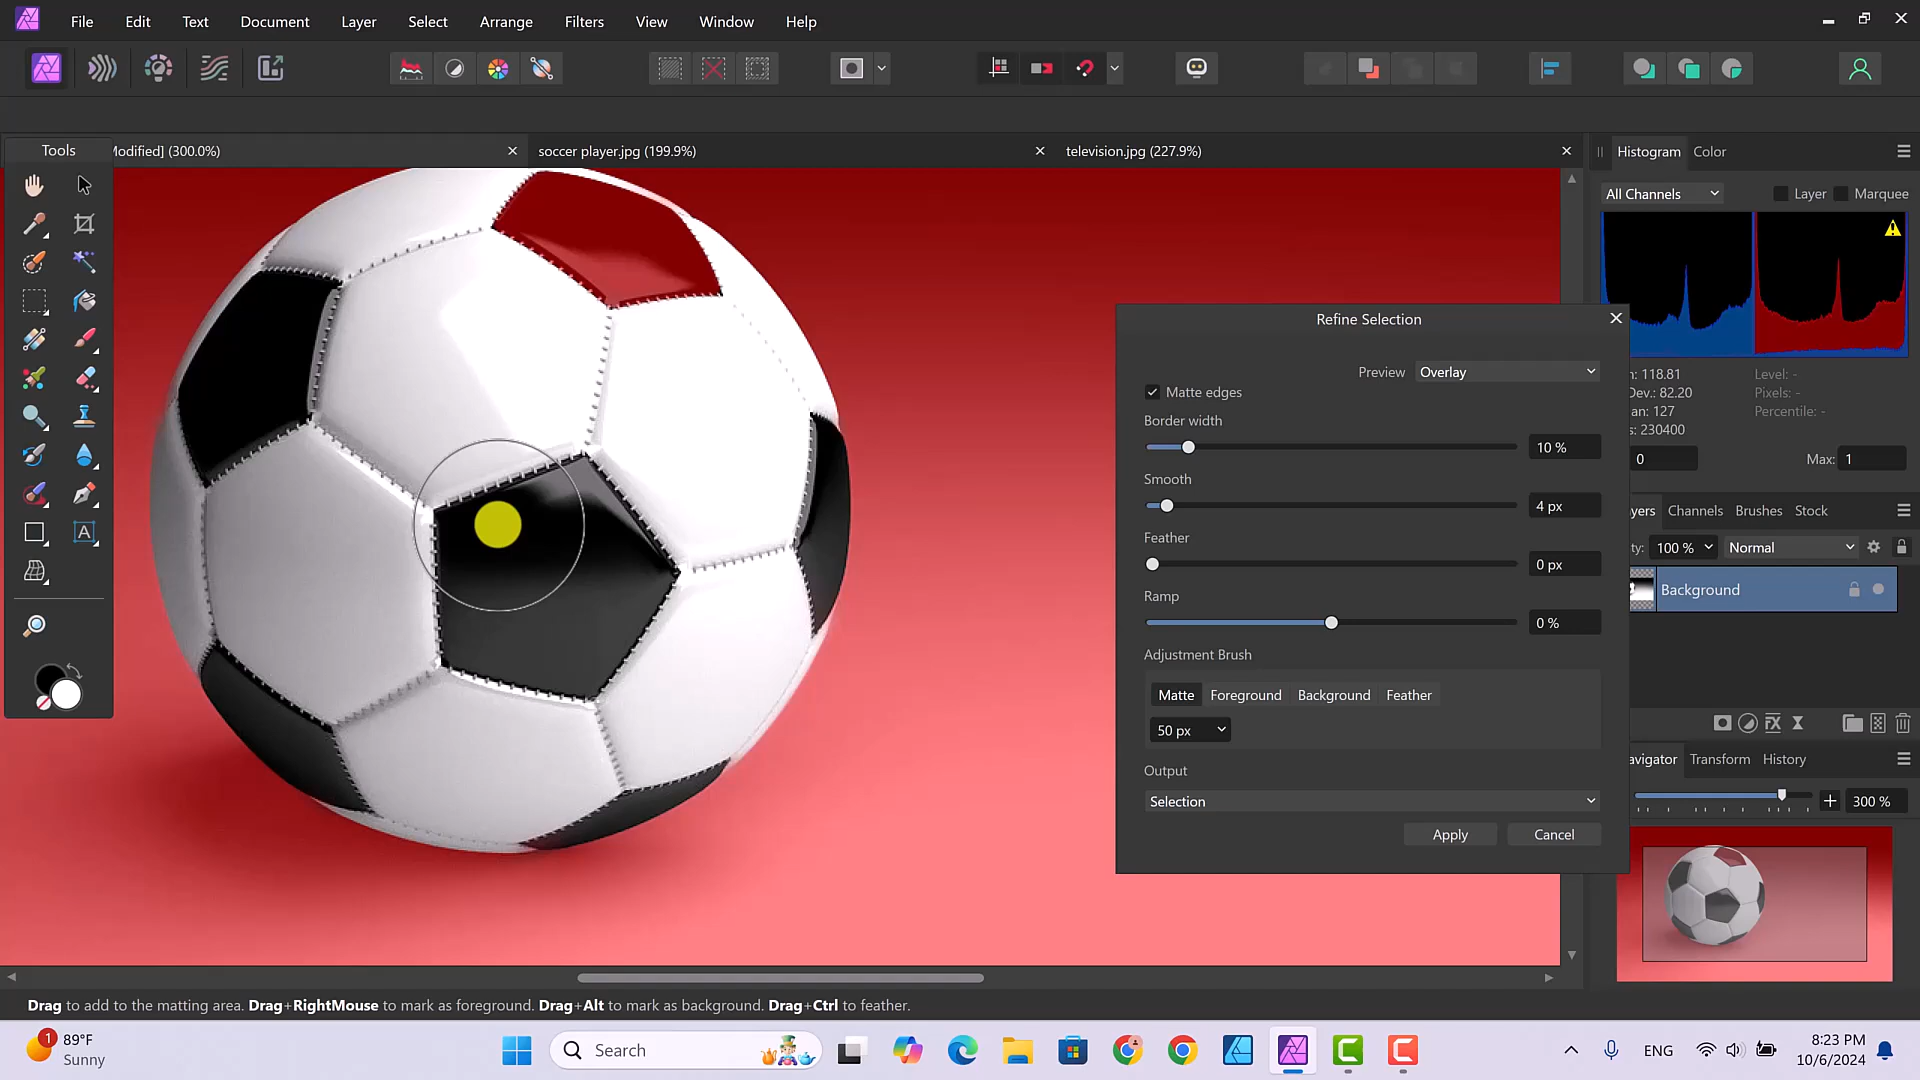 File Edit Text Document Layer Select Arrange Filters View Window Help
Tools
Modified] (300.0%)
soccer player.jpg (199.9%)
television.jpg (227.9%)
Histogram Color
All Channels
Layer
Marquee
Refine Selection
Preview Overlay
Matte edges
Border width
10 %
Smooth
4 px
Feather
0 px
Ramp
0 %
Adjustment Brush
Matte Foreground Background Feather
50 px
Output
Selection
Apply Cancel
n: 118.81
Level: -
Dev.: 82.20
Pixels: -
an: 127
Percentile: -
s: 230400
0
Max: 1
yers Channels Brushes Stock
ty: 100 % Normal
Background
avigator Transform History
300 %
Drag to add to the matting area. Drag+RightMouse to mark as foreground. Drag+Alt to mark as background. Drag+Ctrl to feather.
1
89°F
Sunny
Search
ENG
8:23 PM
10/6/2024